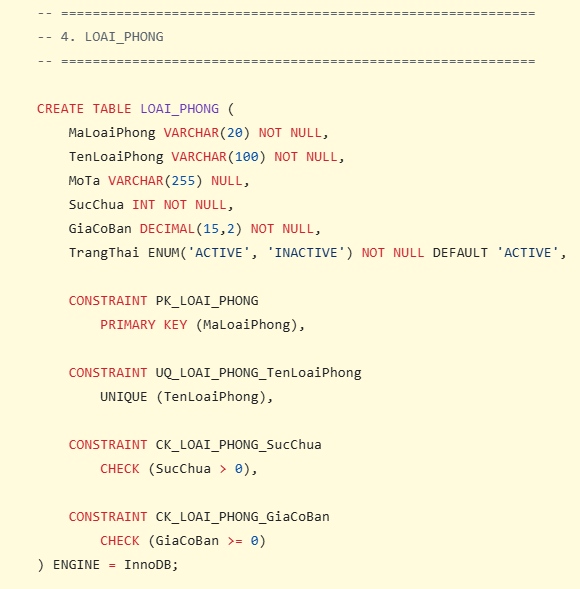 -- ============================================================
-- 4. LOAI_PHONG
-- ============================================================
CREATE TABLE LOAI_PHONG (
MaLoaiPhong VARCHAR(20) NOT NULL,
TenLoaiPhong VARCHAR(100) NOT NULL,
MoTa VARCHAR(255) NULL,
SucChua INT NOT NULL,
GiaCoBan DECIMAL(15,2) NOT NULL,
TrangThai ENUM('ACTIVE', 'INACTIVE') NOT NULL DEFAULT 'ACTIVE',
CONSTRAINT PK_LOAI_PHONG
PRIMARY KEY (MaLoaiPhong),
CONSTRAINT UQ_LOAI_PHONG_TenLoaiPhong
UNIQUE (TenLoaiPhong),
CONSTRAINT CK_LOAI_PHONG_SucChua
CHECK (SucChua > 0),
CONSTRAINT CK_LOAI_PHONG_GiaCoBan
CHECK (GiaCoBan >= 0)
) ENGINE = InnoDB;